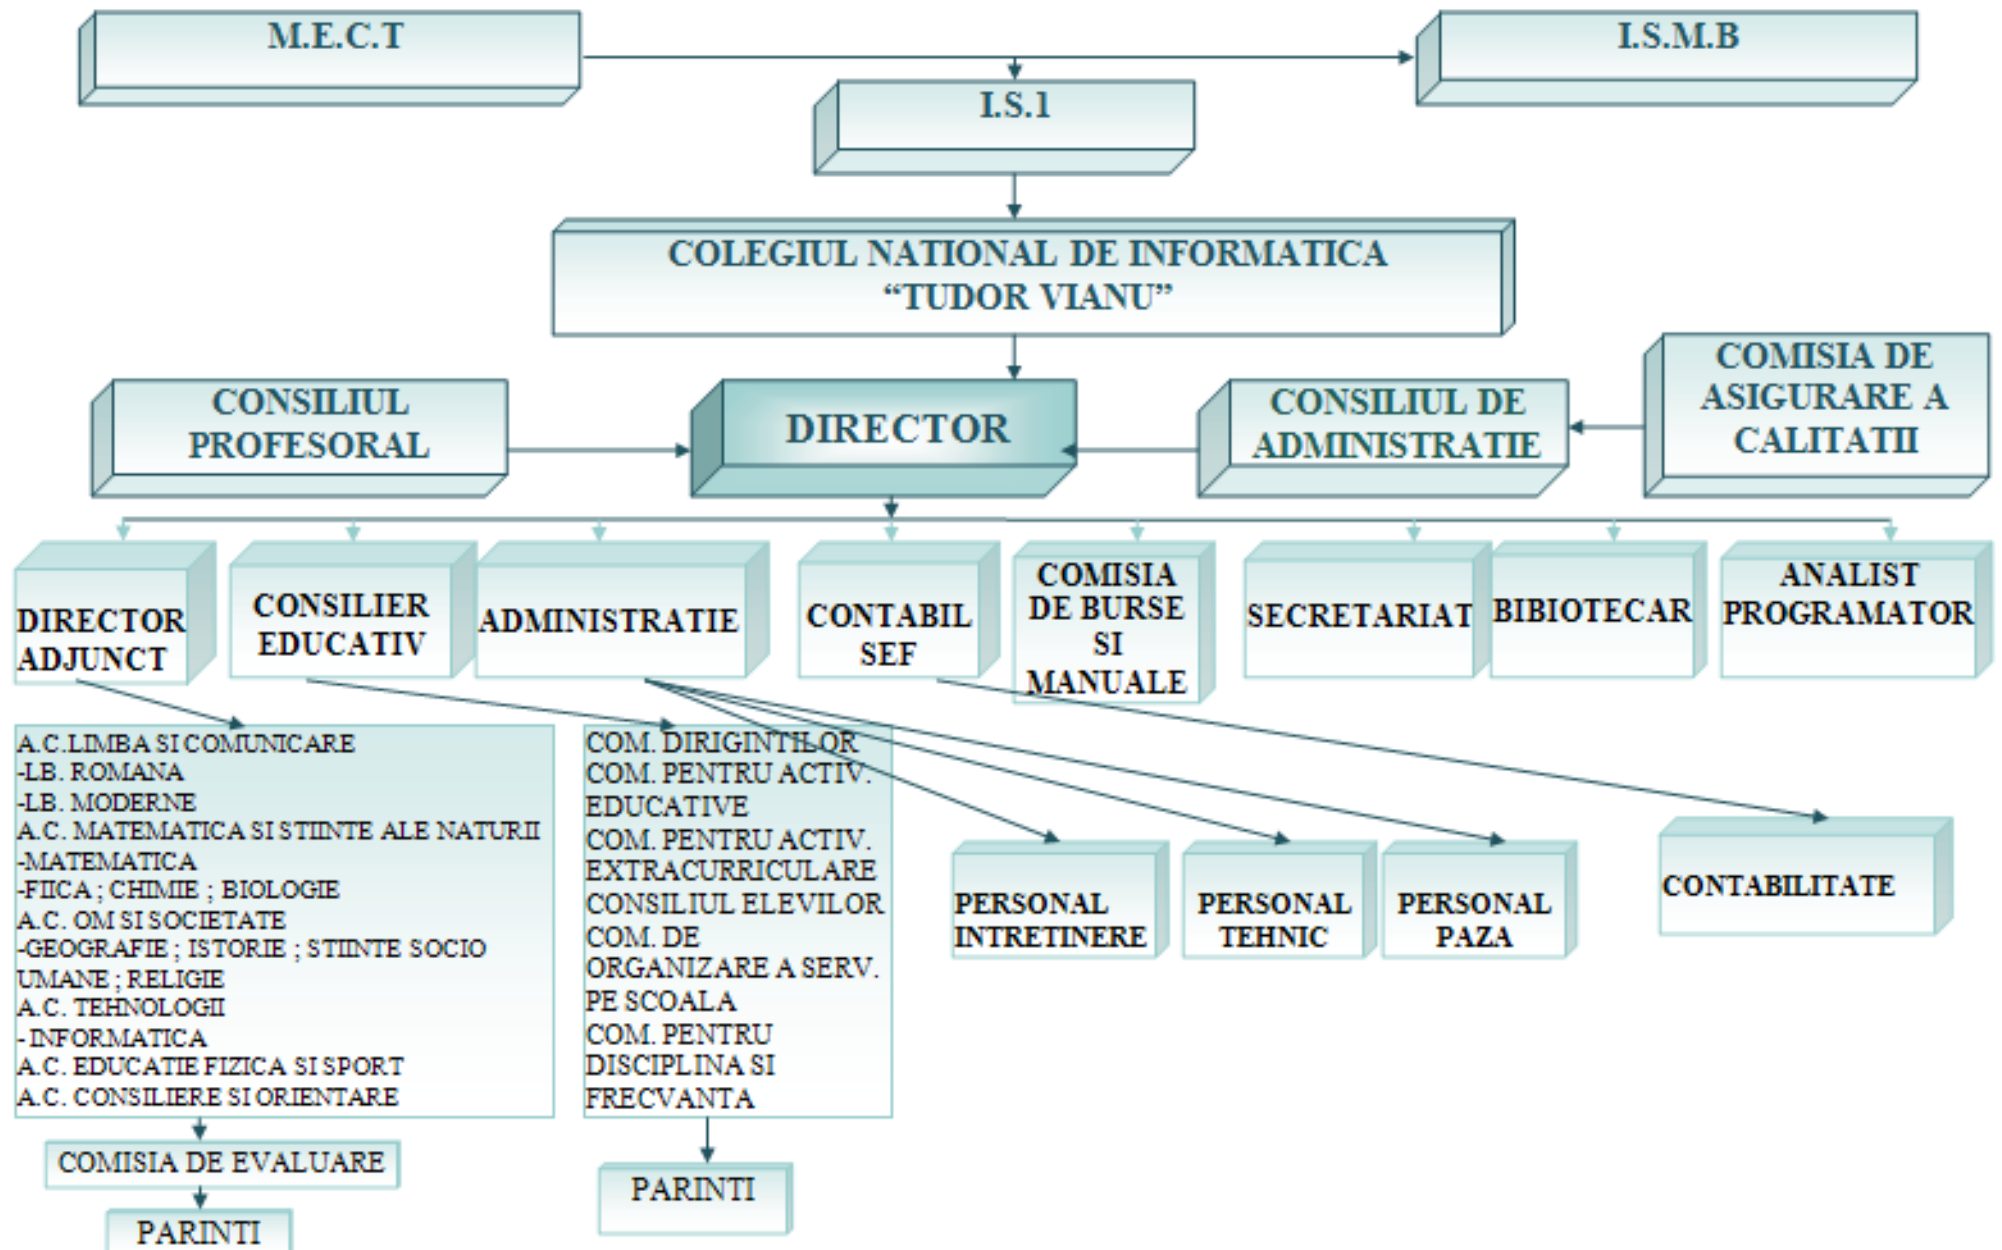 M.E.C.T
I.S.M.B
I.S.1
COLEGIUL NATIONAL DE INFORMATICA
“TUDOR VIANU”
CONSILIUL
PROFESORAL
DIRECTOR
CONSILIUL DE
ADMINISTRATIE
COMISIA DE
ASIGURARE A
CALITATII
DIRECTOR
ADJUNCT
CONSILIER
EDUCATIV
ADMINISTRATIE
CONTABIL
SEF
COMISIA
DE BURSE
SI
MANUALE
SECRETARIAT
BIBIOTECAR
ANALIST
PROGRAMATOR
A.C.LIMBA SI COMUNICARE
-LB. ROMANA
-LB. MODERNE
A.C. MATEMATICA SI STIINTE ALE NATURII
-MATEMATICA
-FIICA ; CHIMIE ; BIOLOGIE
A.C. OM SI SOCIETATE
-GEOGRAFIE ; ISTORIE ; STIINTE SOCIO
UMANE ; RELIGIE
A.C. TEHNOLOGII
- INFORMATICA
A.C. EDUCATIE FIZICA SI SPORT
A.C. CONSILIERE SI ORIENTARE
COM. DIRIGINTILOR
COM. PENTRU ACTIV.
EDUCATIVE
COM. PENTRU ACTIV.
EXTRACURRICULARE
CONSILIUL ELEVILOR
COM. DE
ORGANIZARE A SERV.
PE SCOALA
COM. PENTRU
DISCIPLINA SI
FRECVANTA
PERSONAL
INTRETINERE
PERSONAL
TEHNIC
PERSONAL
PAZA
CONTABILITATE
COMISIA DE EVALUARE
PARINTI
PARINTI